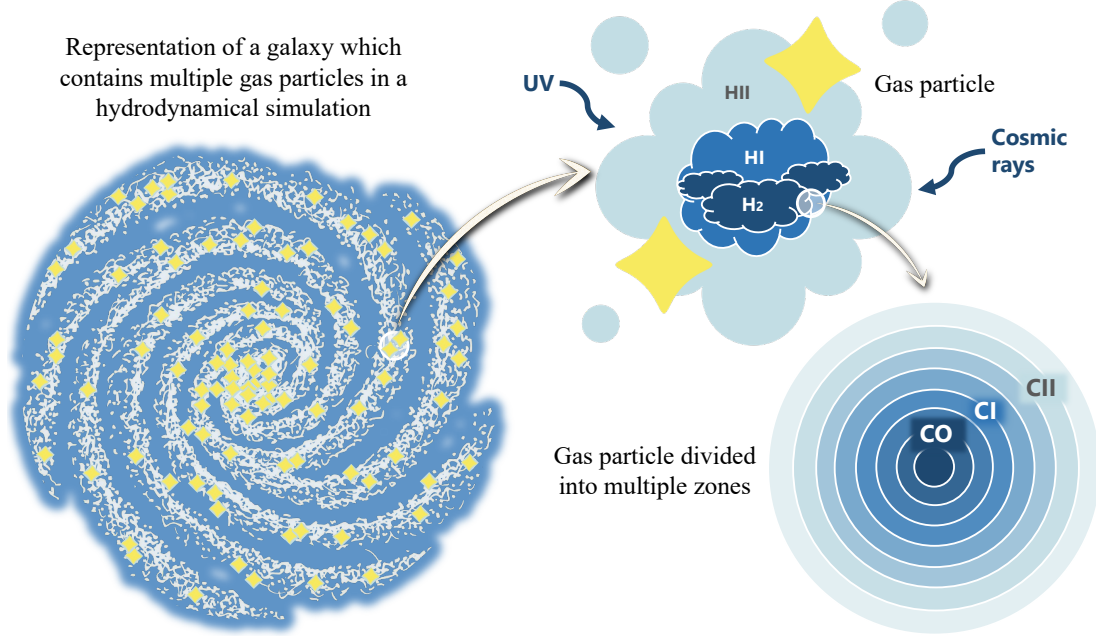 Representation of a galaxy which
contains multiple gas particles in a
hydrodynamical simulation
UV
HII
Gas particle
HI
H₂
Cosmic
rays
CII
CI
CO
Gas particle divided
into multiple zones